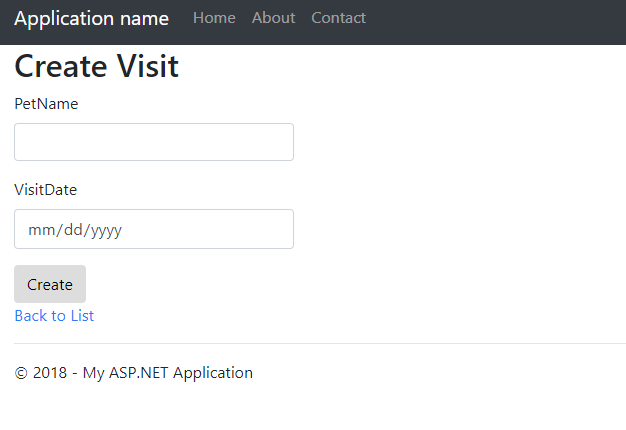 Application name Home About Contact
Create Visit
PetName
VisitDate
mm/dd/yyyy
Create
Back to List
© 2018 - My ASP.NET Application